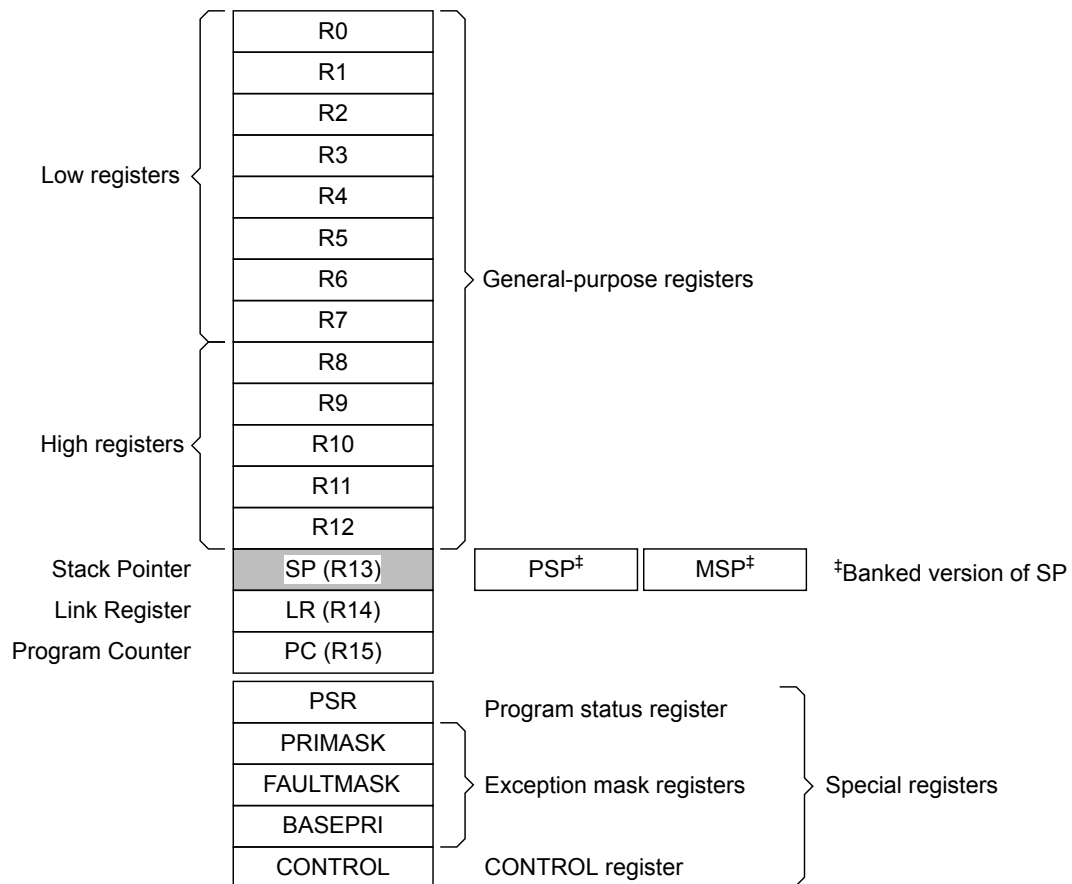 R0
R1
R2
R3
Low registers
R4
R5
R6
General-purpose registers
R7
R8
R9
High registers
R10
R11
R12
Stack Pointer SP (R13) PSP‡ MSP‡ ‡Banked version of SP
Link Register LR (R14)
Program Counter PC (R15)
PSR Program status register
PRIMASK
FAULTMASK Exception mask registers Special registers
BASEPRI
CONTROL CONTROL register